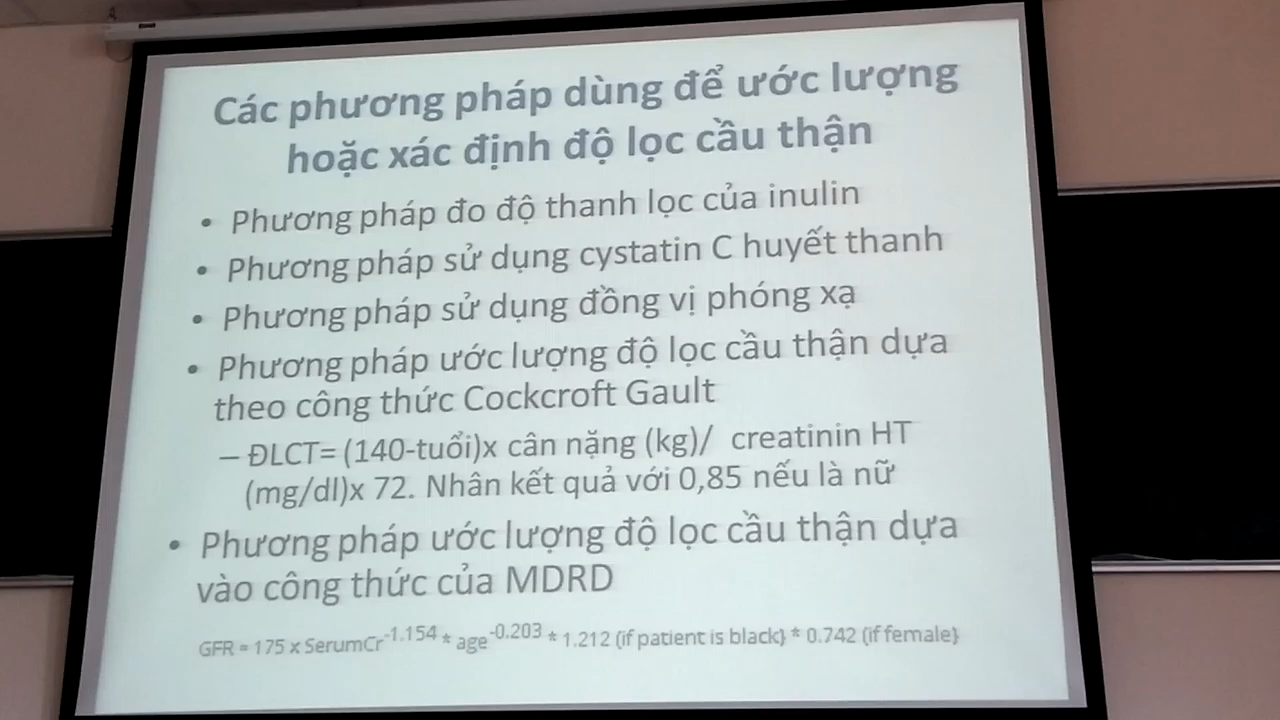 Các phương pháp dùng để ước lượng
hoặc xác định độ lọc cầu thận
• Phương pháp đo độ thanh lọc của inulin
• Phương pháp sử dụng cystatin C huyết thanh
• Phương pháp sử dụng đồng vị phóng xạ
• Phương pháp ước lượng độ lọc cầu thận dựa
theo công thức Cockcroft Gault
– ĐLCT= (140-tuổi)x cân nặng (kg)/ creatinin HT
(mg/dl)x 72. Nhân kết quả với 0,85 nếu là nữ
• Phương pháp ước lượng độ lọc cầu thận dựa
vào công thức của MDRD
GFR = 175 x SerumCr⁻¹·¹⁵⁴ * age⁻⁰·²⁰³ * 1.212 (if patient is black} * 0.742 (if female}